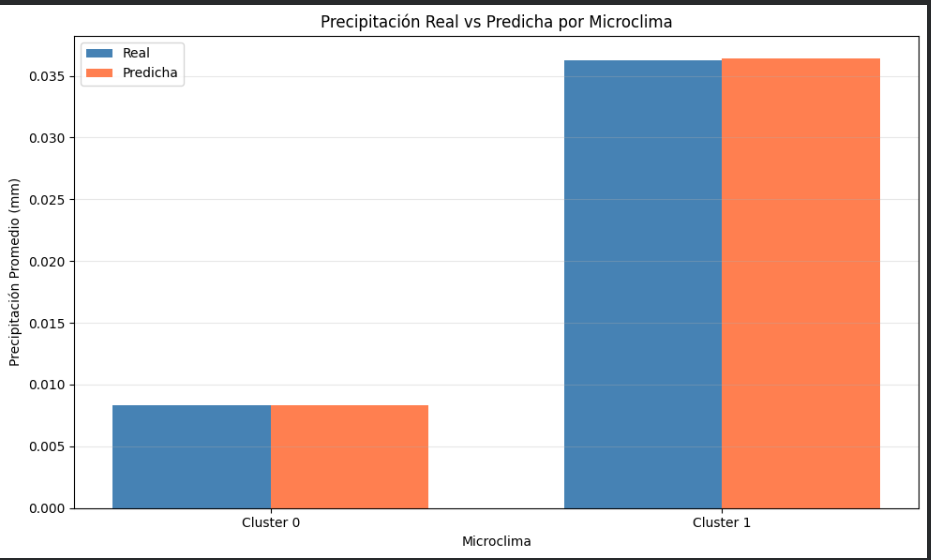 Precipitación Real vs Predicha por Microclima
Real
Predicha
Precipitación Promedio (mm)
0.035
0.030
0.025
0.020
0.015
0.010
0.005
0.000
Cluster 0
Cluster 1
Microclima